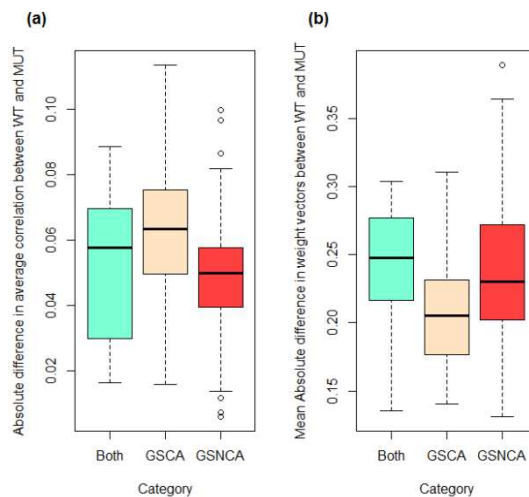 (a)
Absolute difference in average correlation between WT and MUT
0.10
0.08
0.06
0.04
0.02
Both GSCA GSNCA
Category
(b)
Mean Absolute difference in weight vectors between WT and MUT
0.35
0.30
0.25
0.20
0.15
Both GSCA GSNCA
Category